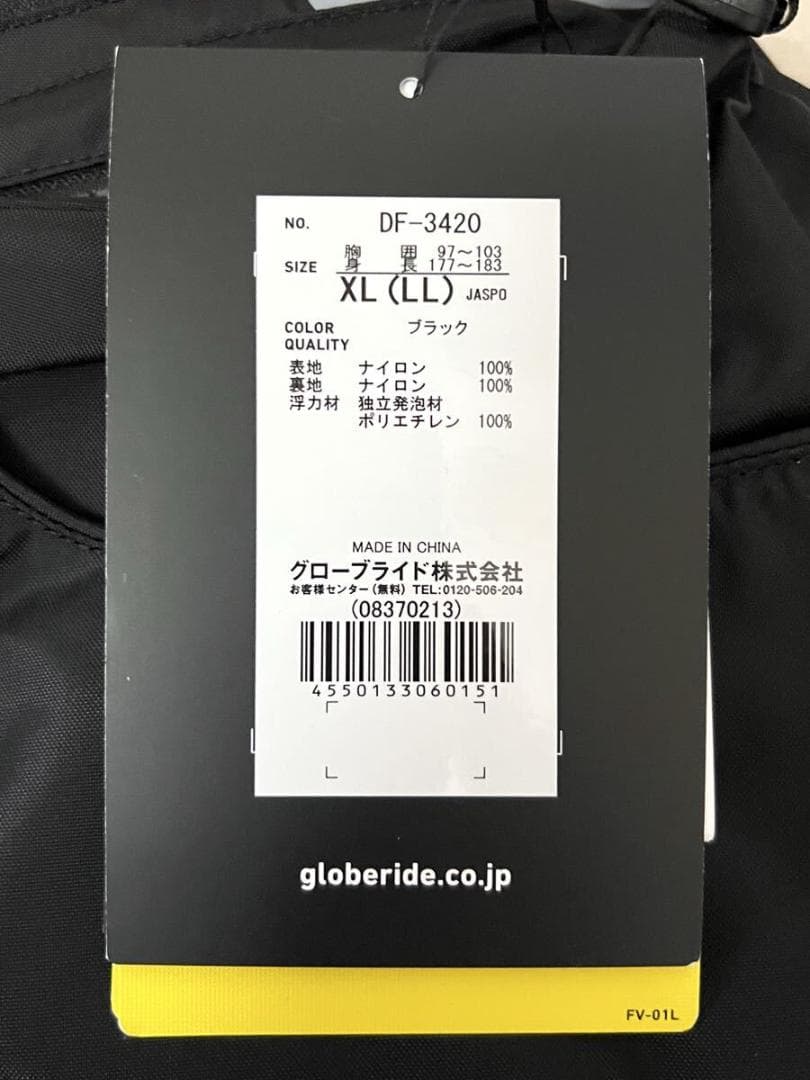 NO. DF-3420
胸 囲 97～103
SIZE 身 長 177～183
XL(LL) JASPO
COLOR ブラック
QUALITY
表地 ナイロン 100%
裏地 ナイロン 100%
浮力材 独立発泡材
ポリエチレン 100%
MADE IN CHINA
グローブライド株式会社
お客様センター(無料) TEL:0120-506-204
(08370213)
4550133060151
globeride.co.jp
FV-01L